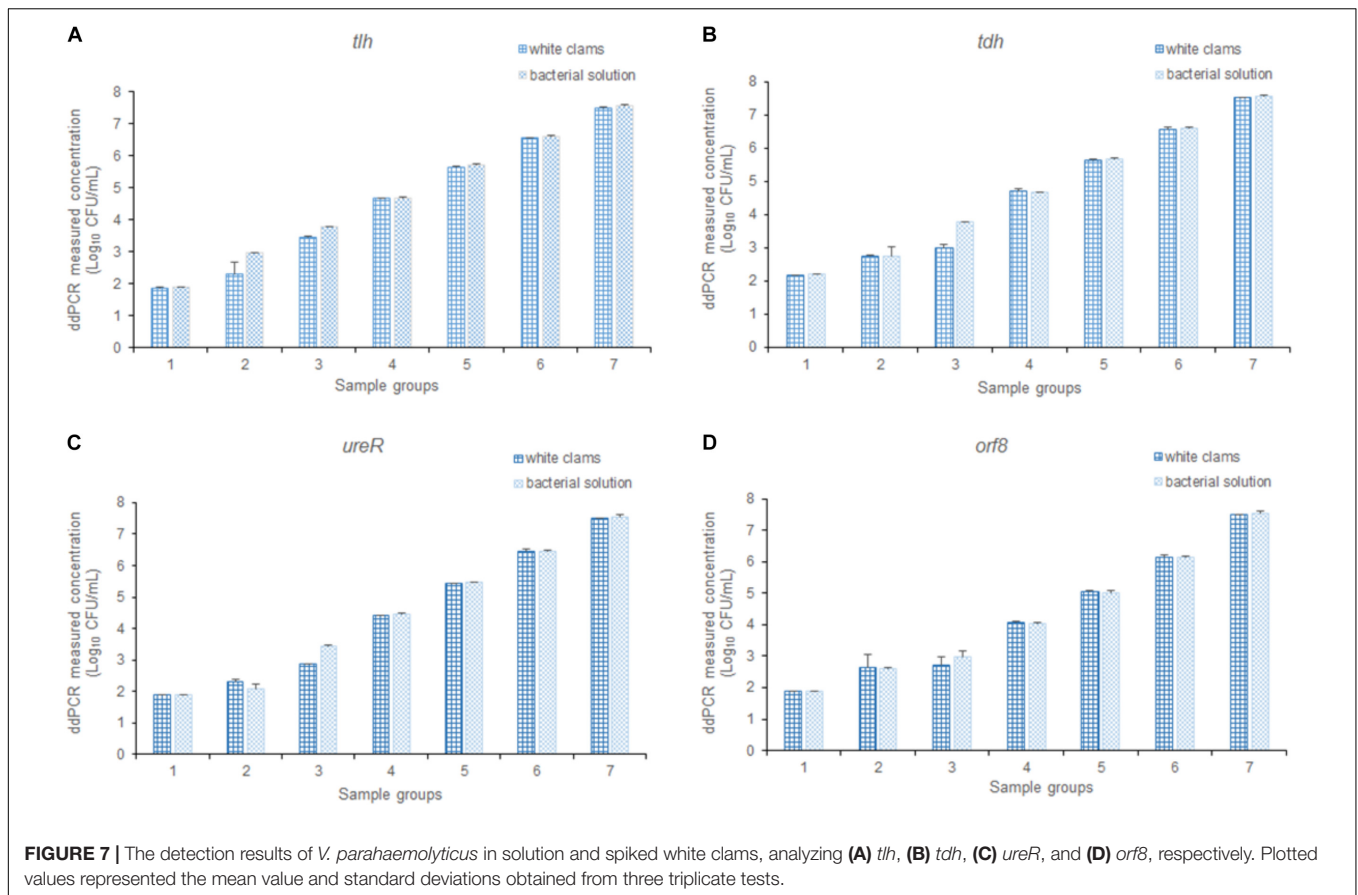 A
tlh
white clams
bacterial solution
ddPCR measured concentration
(Log₁₀ CFU/mL)
8
7
6
5
4
3
2
1
0
1 2 3 4 5 6 7
Sample groups
B
tdh
white clams
bacterial solution
ddPCR measured concentration
(Log₁₀ CFU/mL)
8
7
6
5
4
3
2
1
0
1 2 3 4 5 6 7
Sample groups
C
ureR
white clams
bacterial solution
ddPCR measured concentration
(Log₁₀ CFU/mL)
8
7
6
5
4
3
2
1
0
1 2 3 4 5 6 7
Sample groups
D
orf8
white clams
bacterial solution
ddPCR measured concentration
(Log₁₀ CFU/mL)
8
7
6
5
4
3
2
1
0
1 2 3 4 5 6 7
Sample groups
FIGURE 7 | The detection results of V. parahaemolyticus in solution and spiked white clams, analyzing (A) tlh, (B) tdh, (C) ureR, and (D) orf8, respectively. Plotted
values represented the mean value and standard deviations obtained from three triplicate tests.